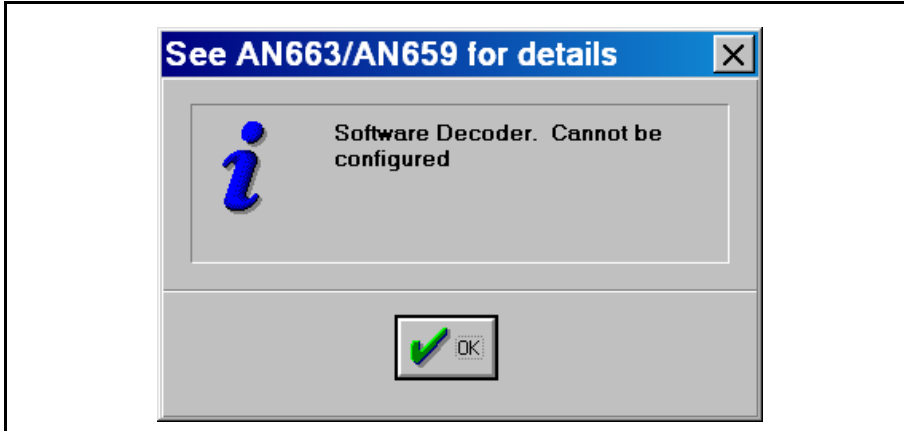 See AN663/AN659 for details
Software Decoder.  Cannot be
configured
OK